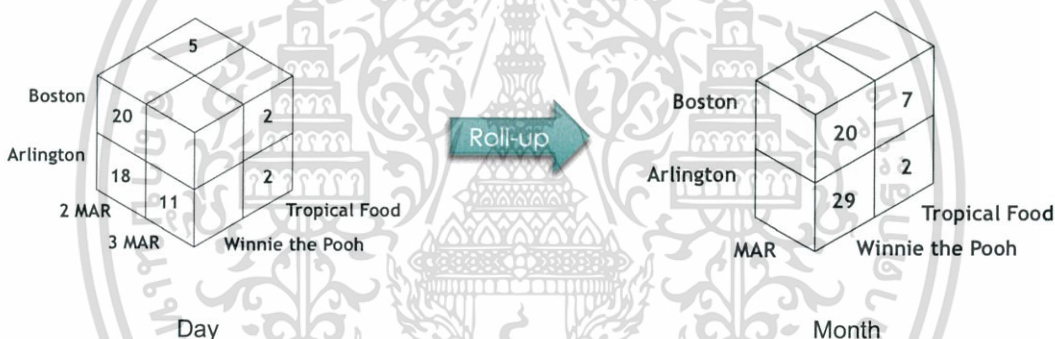 5
Boston
20
2
Arlington
18
11
2
2 MAR
3 MAR
Tropical Food
Winnie the Pooh
Day
Roll-up
Boston
7
20
Arlington
2
29
Tropical Food
MAR
Winnie the Pooh
Month